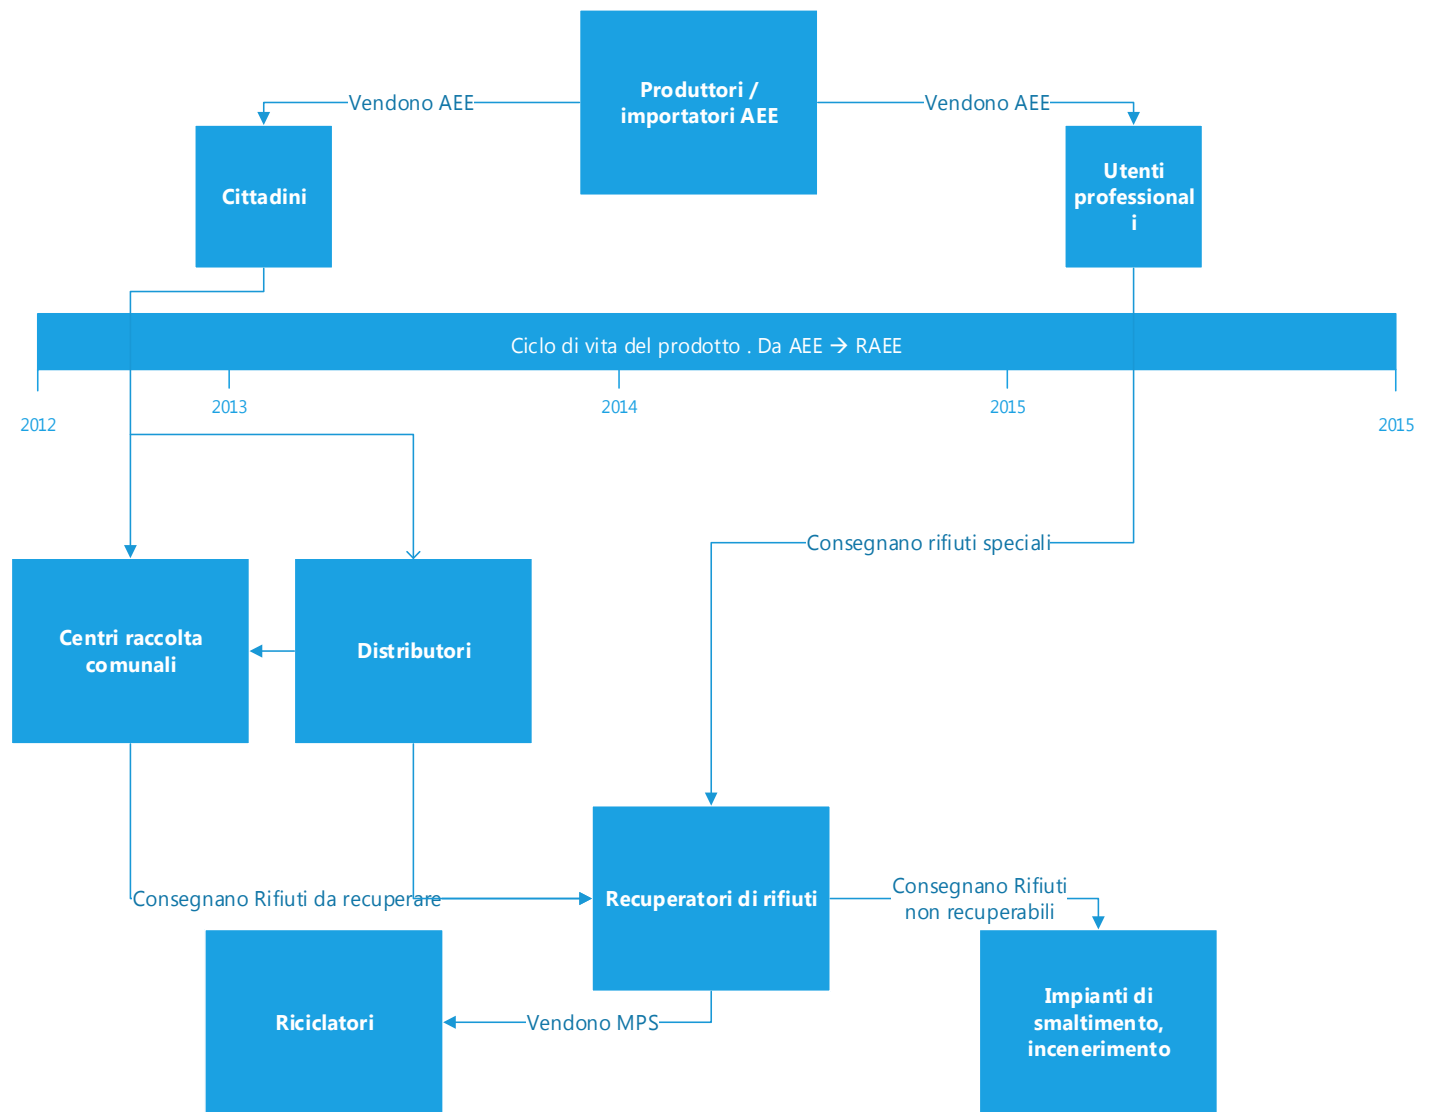 Produttori /
importatori AEE
Vendono AEE
Vendono AEE
Cittadini
Utenti
professional
i
Ciclo di vita del prodotto . Da AEE → RAEE
2012
2013
2014
2015
2015
Consegnano rifiuti speciali
Centri raccolta
comunali
Distributori
Consegnano Rifiuti da recuperare
Recuperatori di rifiuti
Consegnano Rifiuti
non recuperabili
Riciclatori
Vendono MPS
Impianti di
smaltimento,
incenerimento